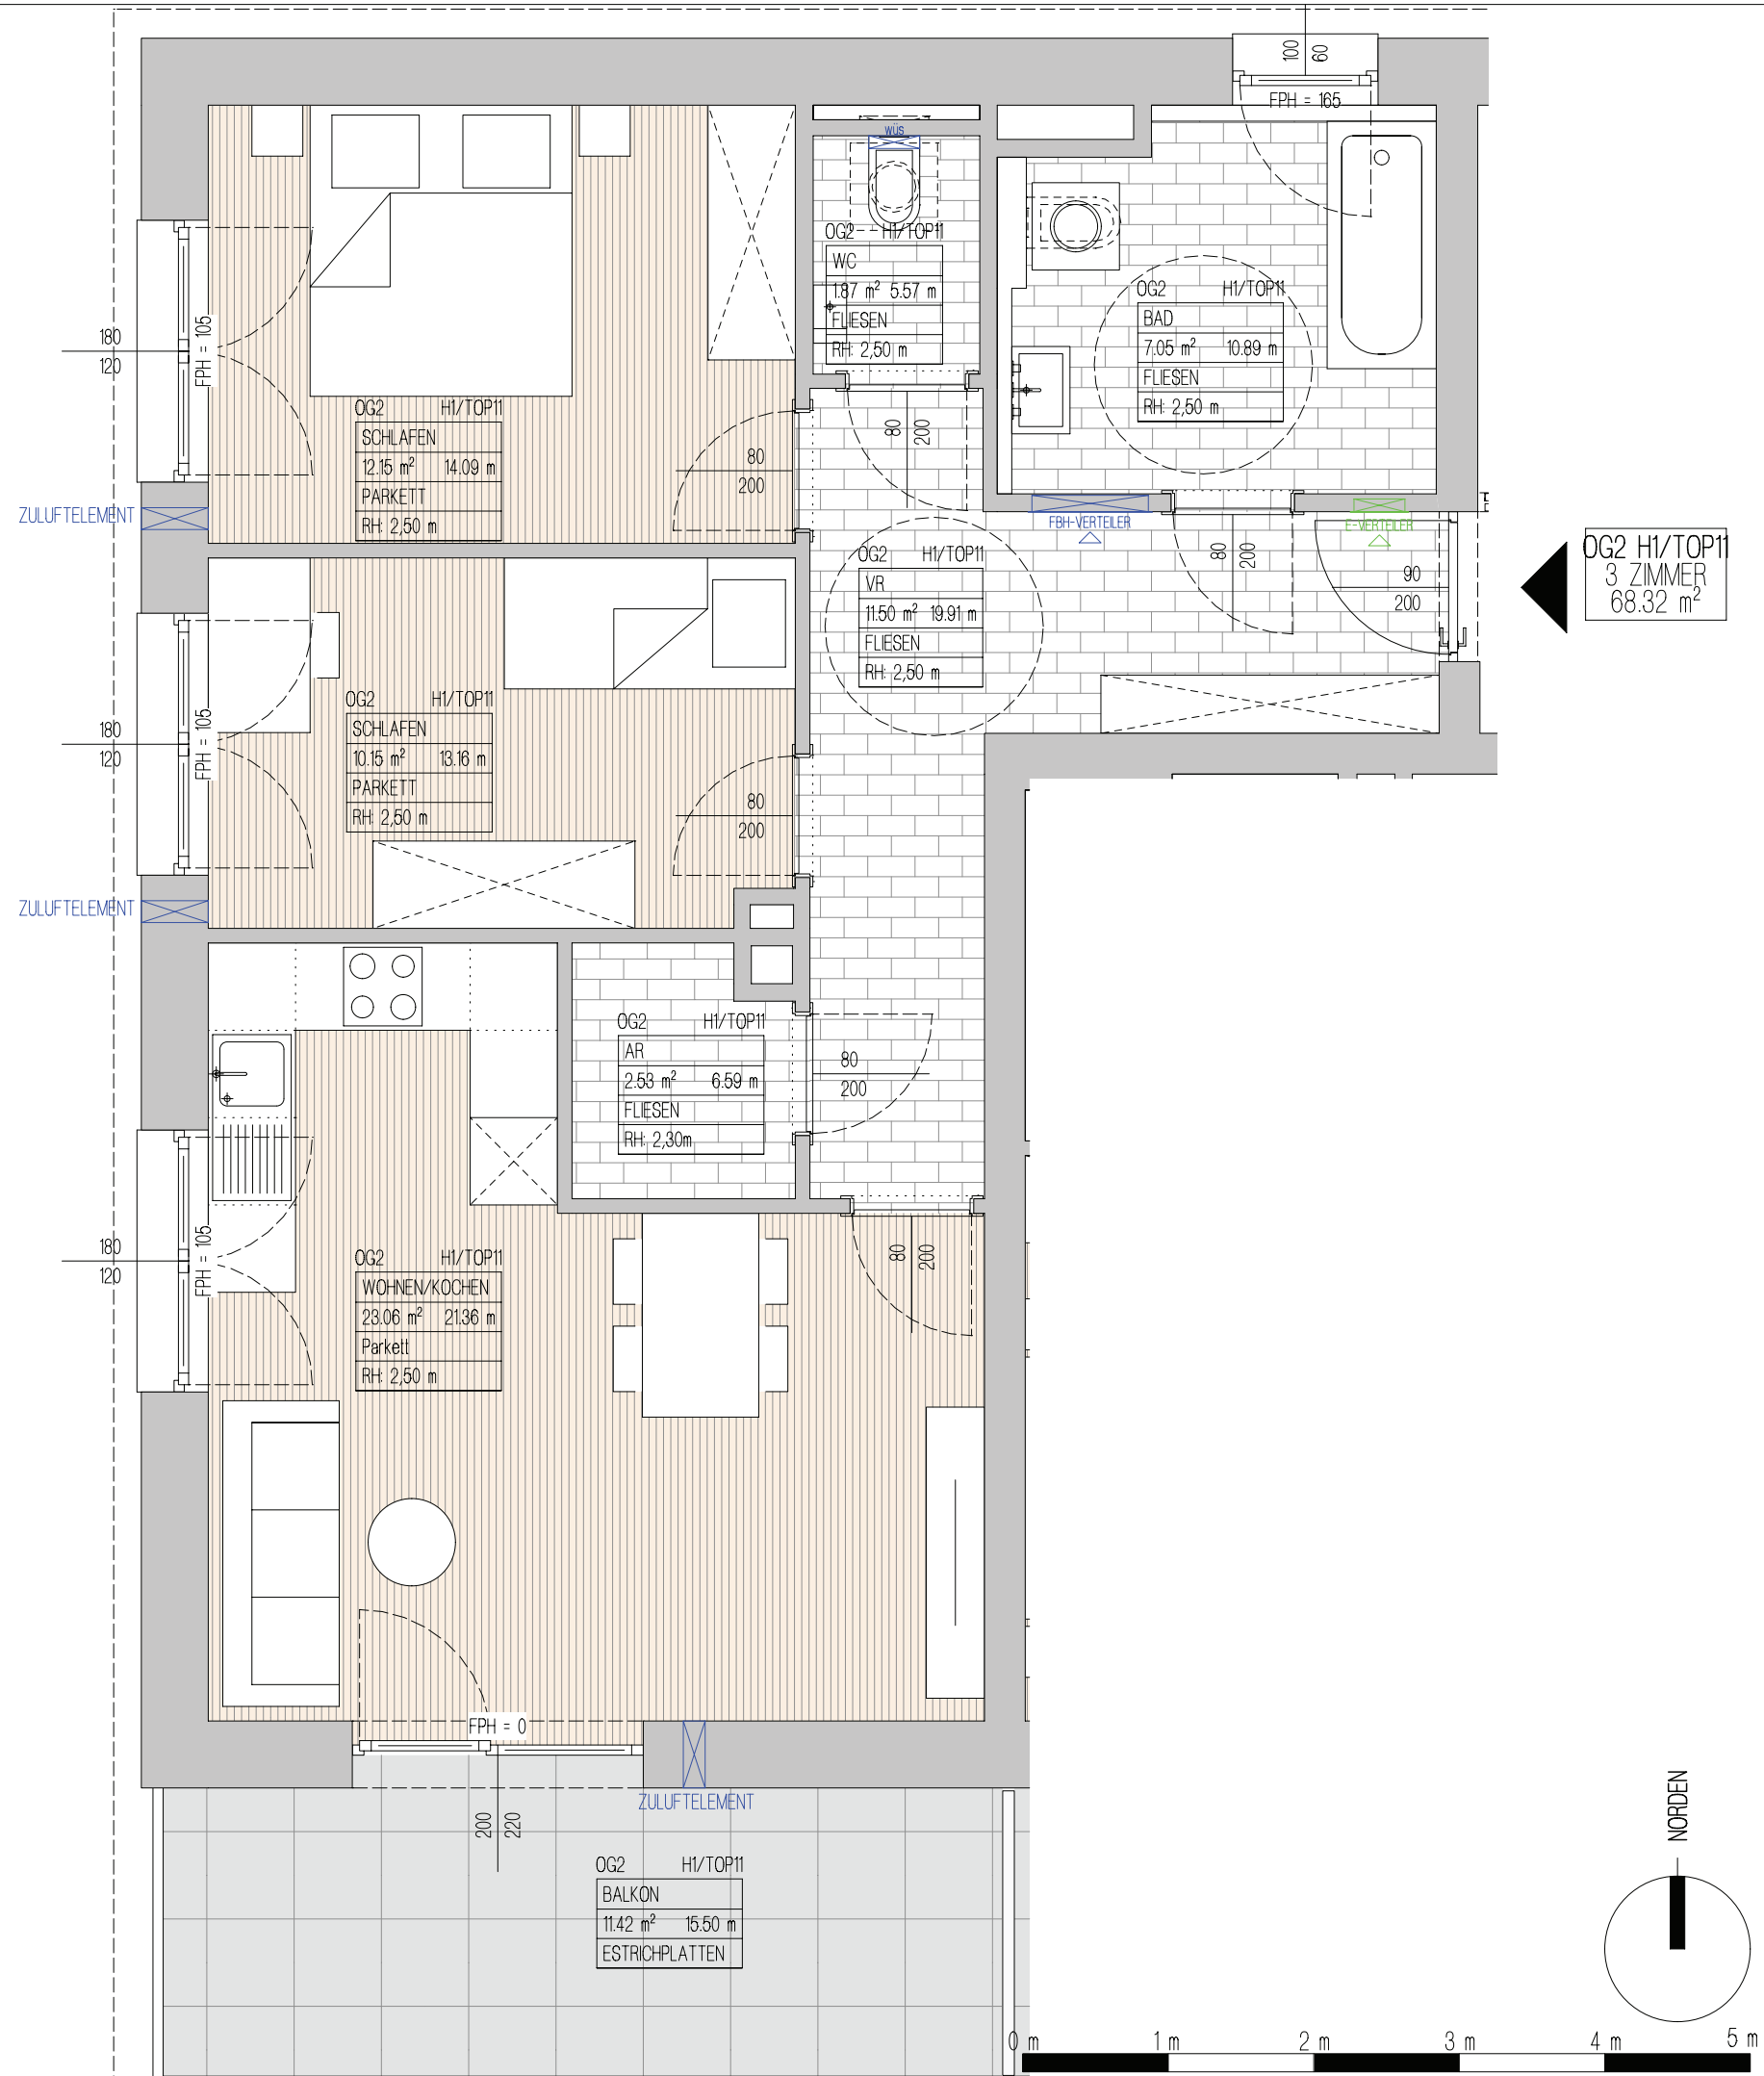 100
60
FPH = 165
WÜS
OG2 H1/TOP11
WC
1.87 m² 5.57 m
FLIESEN
RH: 2,50 m
OG2 H1/TOP11
BAD
7.05 m² 10.89 m
FLIESEN
RH: 2,50 m
180
120
FPH = 105
OG2 H1/TOP11
SCHLAFEN
12.15 m² 14.09 m
PARKETT
RH: 2,50 m
80
200
80
200
ZULUFTELEMENT
FBH-VERTEILER
E-VERTEILER
80
200
90
200
OG2 H1/TOP11
3 ZIMMER
68.32 m²
OG2 H1/TOP11
VR
11.50 m² 19.91 m
FLIESEN
RH: 2,50 m
180
120
FPH = 105
OG2 H1/TOP11
SCHLAFEN
10.15 m² 13.16 m
PARKETT
RH: 2,50 m
80
200
ZULUFTELEMENT
OG2 H1/TOP11
AR
2.53 m² 6.59 m
FLIESEN
RH: 2,30m
80
200
180
120
FPH = 105
OG2 H1/TOP11
WOHNEN/KOCHEN
23.06 m² 21.36 m
Parkett
RH: 2,50 m
80
200
FPH = 0
ZULUFTELEMENT
200
220
OG2 H1/TOP11
BALKON
11.42 m² 15.50 m
ESTRICHPLATTEN
NORDEN
0 m 1 m 2 m 3 m 4 m 5 m